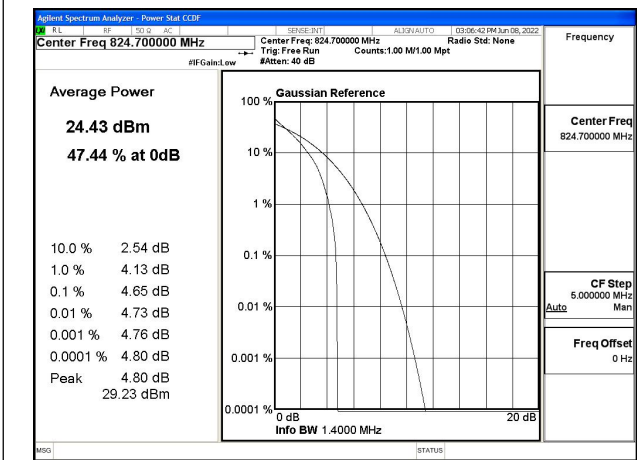 Agilent Spectrum Analyzer - Power Stat CCDF
RL RF 50 Ω AC SENSE:INT ALIGNAUTO 03:06:42 PM Jun 08, 2022
Center Freq 824.700000 MHz
Center Freq: 824.700000 MHz Radio Std: None
Trig: Free Run Counts:1.00 M/1.00 Mpt
#IFGain:Low #Atten: 40 dB
Frequency
Average Power
24.43 dBm
47.44 % at 0dB
10.0 % 2.54 dB
1.0 % 4.13 dB
0.1 % 4.65 dB
0.01 % 4.73 dB
0.001 % 4.76 dB
0.0001 % 4.80 dB
Peak 4.80 dB
29.23 dBm
Gaussian Reference
100 %
10 %
1 %
0.1 %
0.01 %
0.001 %
0.0001 %
0 dB 20 dB
Info BW 1.4000 MHz
Center Freq
824.700000 MHz
CF Step
5.000000 MHz
Auto Man
Freq Offset
0 Hz
MSG STATUS